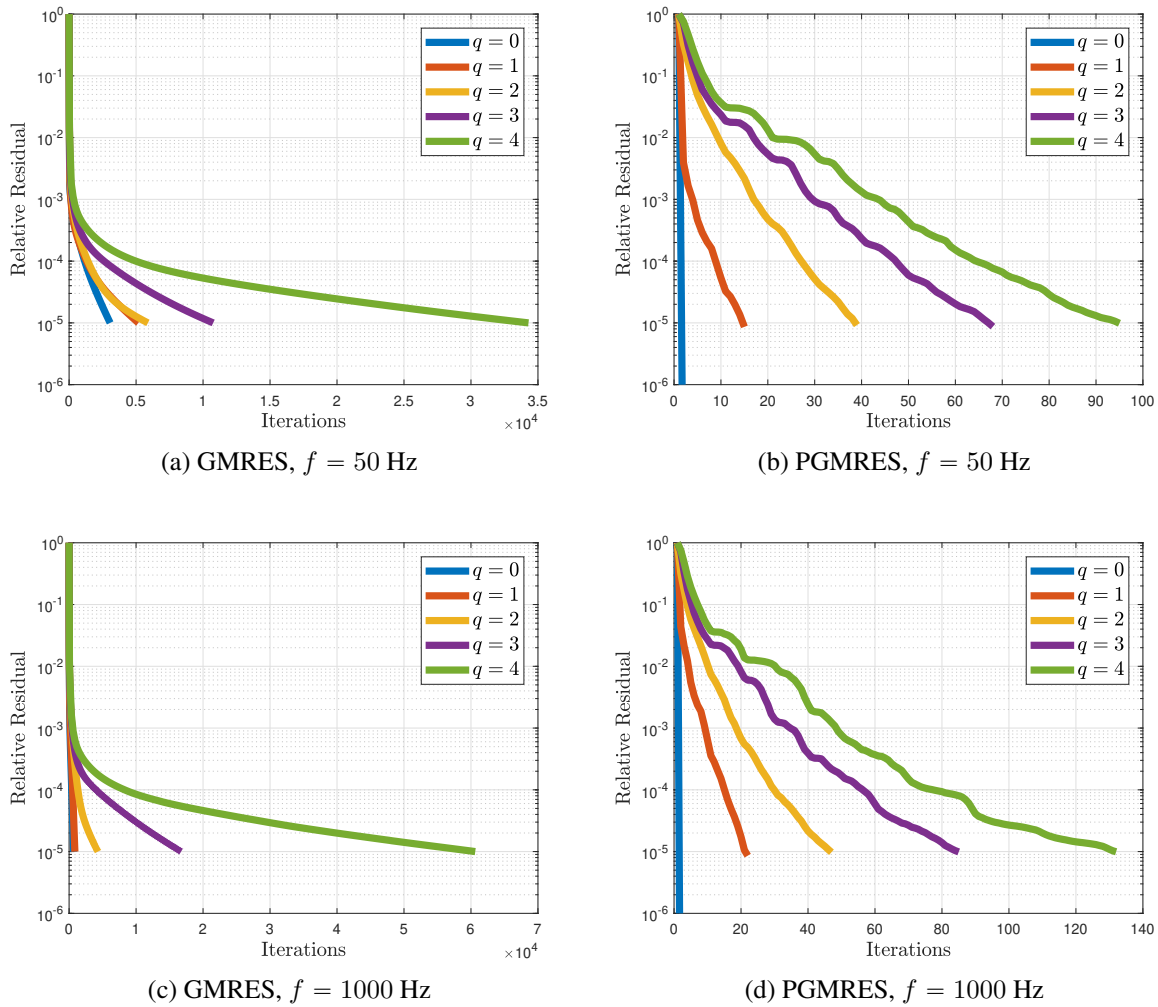 10^0
10^-1
10^-2
10^-3
10^-4
10^-5
10^-6
Relative Residual
q = 0
q = 1
q = 2
q = 3
q = 4
0 0.5 1 1.5 2 2.5 3 3.5
×10^4
Iterations
(a) GMRES, f = 50 Hz
10^0
10^-1
10^-2
10^-3
10^-4
10^-5
10^-6
Relative Residual
q = 0
q = 1
q = 2
q = 3
q = 4
0 10 20 30 40 50 60 70 80 90 100
Iterations
(b) PGMRES, f = 50 Hz
10^0
10^-1
10^-2
10^-3
10^-4
10^-5
10^-6
Relative Residual
q = 0
q = 1
q = 2
q = 3
q = 4
0 1 2 3 4 5 6 7
×10^4
Iterations
(c) GMRES, f = 1000 Hz
10^0
10^-1
10^-2
10^-3
10^-4
10^-5
10^-6
Relative Residual
q = 0
q = 1
q = 2
q = 3
q = 4
0 20 40 60 80 100 120 140
Iterations
(d) PGMRES, f = 1000 Hz